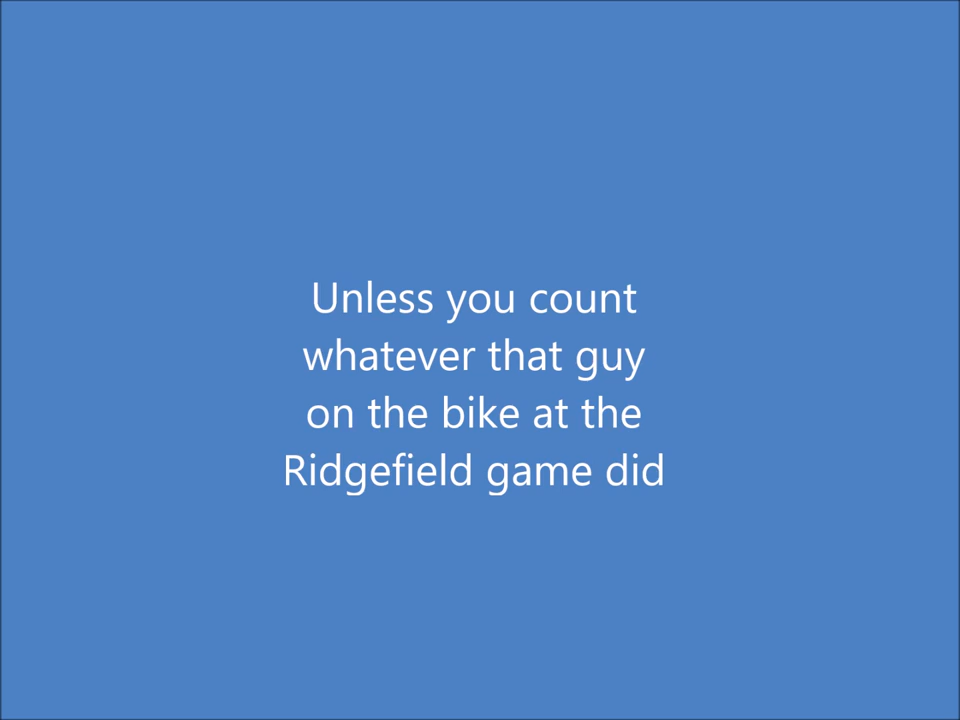 Unless you count
whatever that guy
on the bike at the
Ridgefield game did